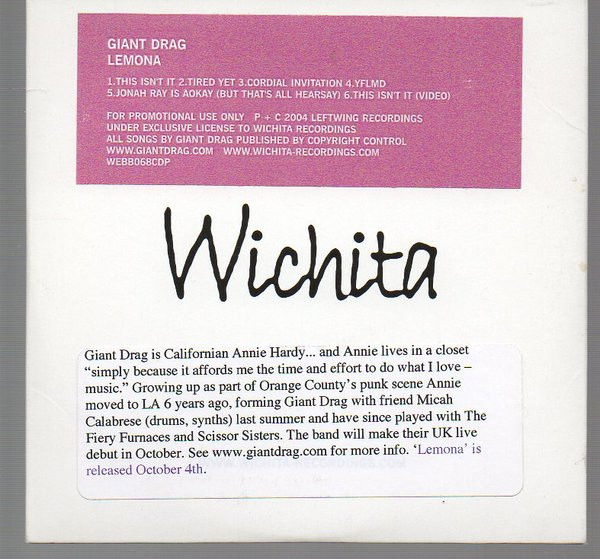 GIANT DRAG
LEMONA
1.THIS ISN'T IT 2.TIRED YET 3.CORDIAL INVITATION 4.YFLMD
5.JONAH RAY IS AOKAY (BUT THAT'S ALL HEARSAY) 6.THIS ISN'T IT (VIDEO)
FOR PROMOTIONAL USE ONLY P + C 2004 LEFTWING RECORDINGS
UNDER EXCLUSIVE LICENSE TO WICHITA RECORDINGS
ALL SONGS BY GIANT DRAG PUBLISHED BY COPYRIGHT CONTROL
WWW.GIANTDRAG.COM WWW.WICHITA-RECORDINGS.COM
WEBB068CDP
Wichita
Giant Drag is Californian Annie Hardy... and Annie lives in a closet
“simply because it affords me the time and effort to do what I love –
music.” Growing up as part of Orange County’s punk scene Annie
moved to LA 6 years ago, forming Giant Drag with friend Micah
Calabrese (drums, synths) last summer and have since played with The
Fiery Furnaces and Scissor Sisters. The band will make their UK live
debut in October. See www.giantdrag.com for more info. ‘Lemona’ is
released October 4th.